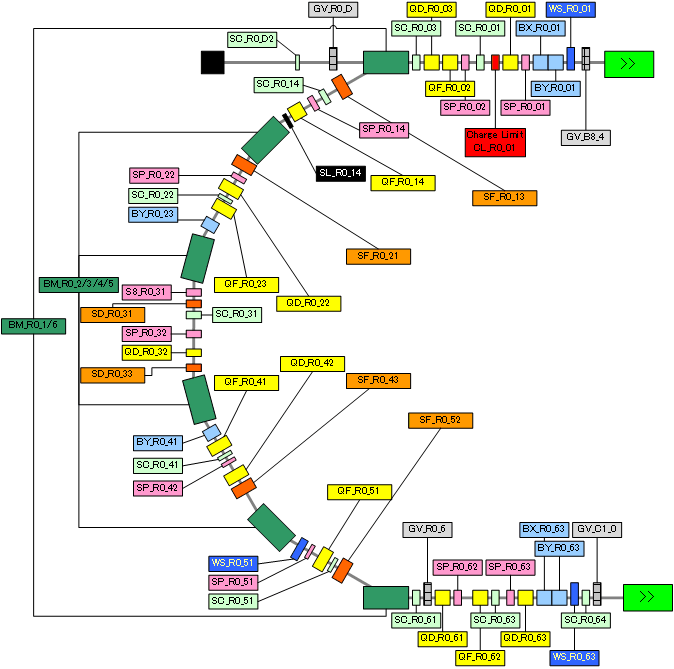 GV_R0_D
QD_R0_03
QD_R0_01
WS_R0_01
SC_R0_03
SC_R0_01
BX_R0_01
SC_R0_D2
>>
SC_R0_14
QF_R0_02
BY_R0_01
SP_R0_02
SP_R0_01
SP_R0_14
Charge Limit
CL_R0_01
GV_B8_4
SL_R0_14
SP_R0_22
QF_R0_14
SC_R0_22
SF_R0_13
BY_R0_23
SF_R0_21
BM_R0_2/3/4/5
QF_R0_23
S8_R0_31
QD_R0_22
SD_R0_31
SC_R0_31
BM_R0_1/6
SP_R0_32
QD_R0_32
QD_R0_42
SD_R0_33
QF_R0_41
SF_R0_43
SF_R0_52
BY_R0_41
SC_R0_41
SP_R0_42
QF_R0_51
GV_R0_6
BX_R0_63
GV_C1_0
BY_R0_63
WS_R0_51
SP_R0_62
SP_R0_63
SP_R0_51
SC_R0_51
>>
SC_R0_61
SC_R0_63
SC_R0_64
QD_R0_61
QD_R0_63
QF_R0_62
WS_R0_63